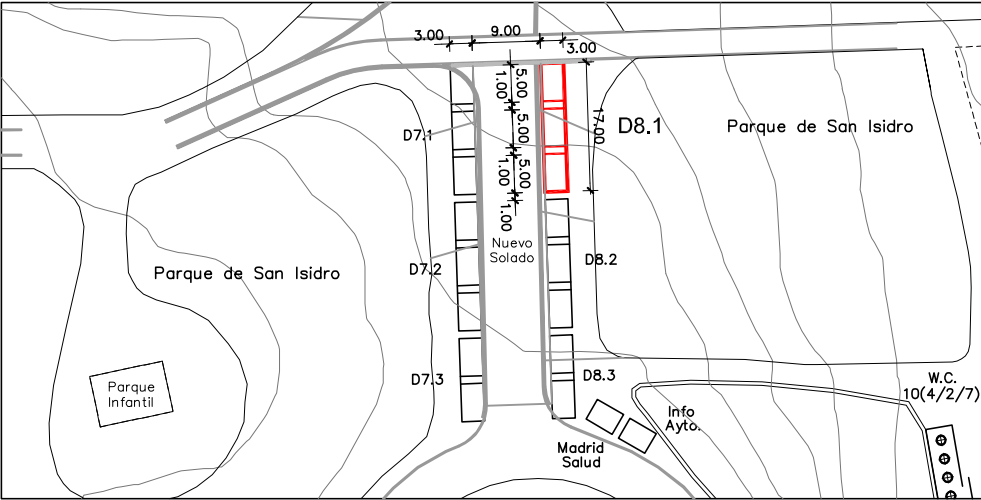 3.00
9.00
3.00
5.00
1.00
5.00
1.00
5.00
1.00
17.00
D7.1
D8.1
Parque de San Isidro
Nuevo
Solado
D7.2
D8.2
Parque de San Isidro
D7.3
D8.3
Parque
Infantil
Info
Ayto.
Madrid
Salud
W.C.
10(4/2/7)